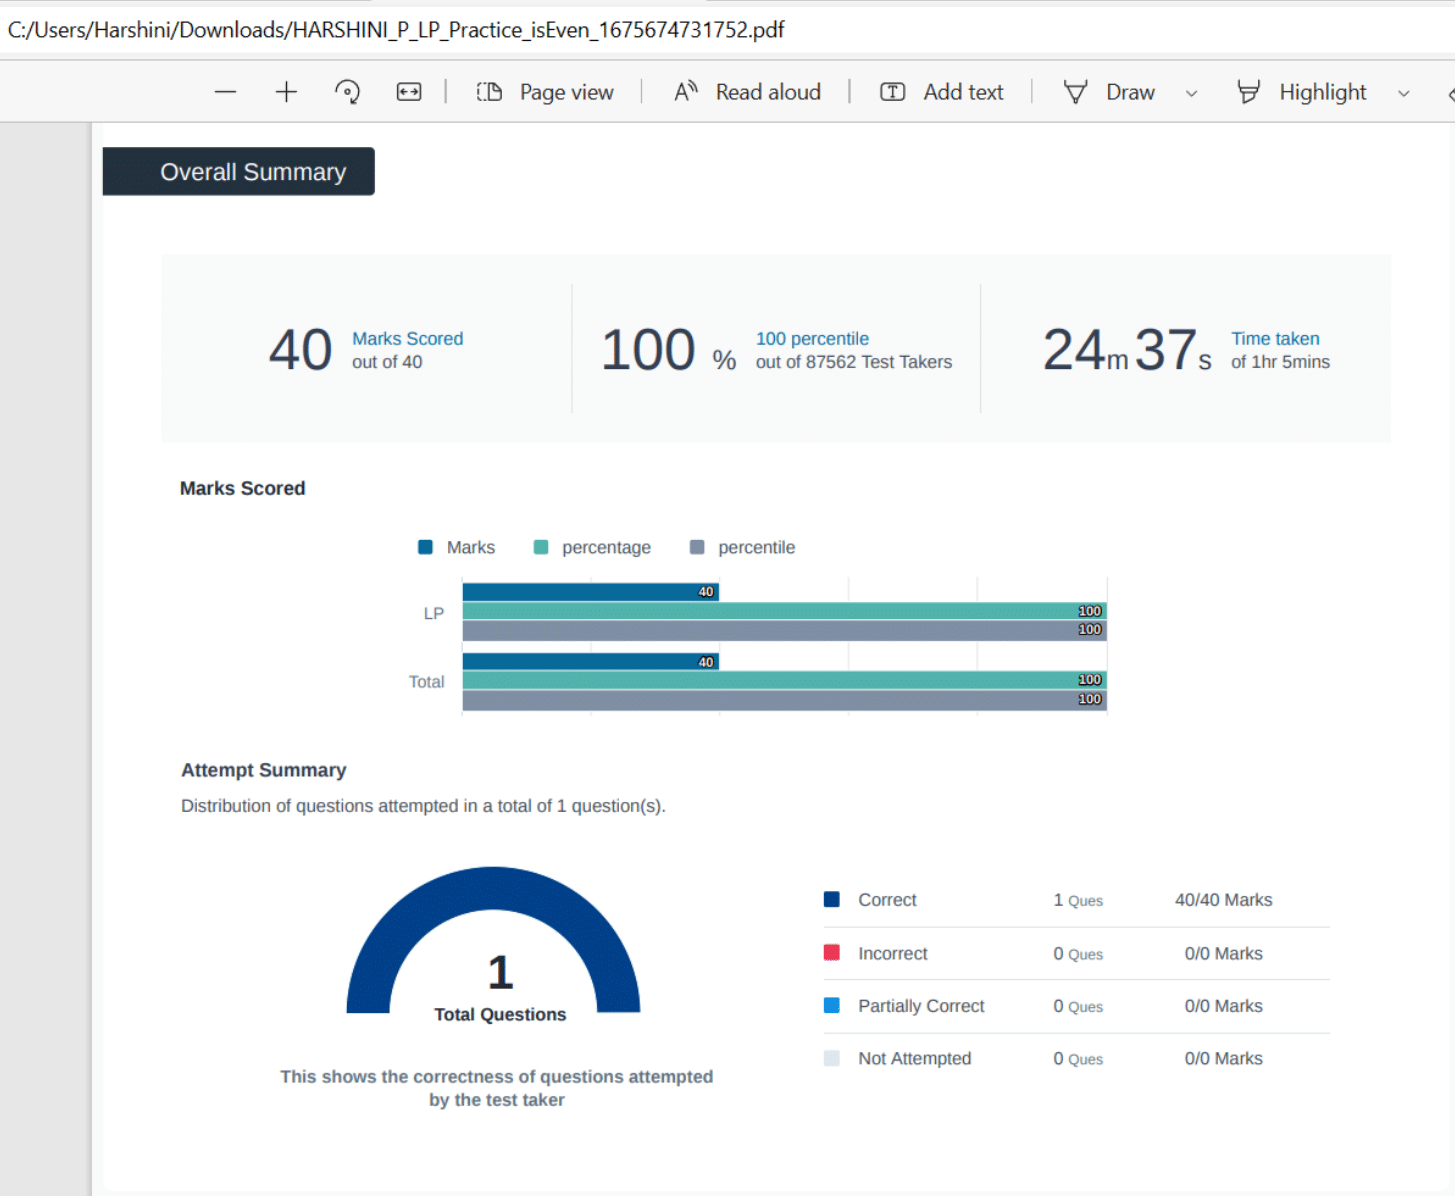 C:/Users/Harshini/Downloads/HARSHINI_P_LP_Practice_isEven_1675674731752.pdf
Page view
Read aloud
Add text
Draw
Highlight
Overall Summary
40 Marks Scored
out of 40
100 % 100 percentile
out of 87562 Test Takers
24m 37s Time taken
of 1hr 5mins
Marks Scored
Marks percentage percentile
LP 40
100
100
Total 40
100
100
Attempt Summary
Distribution of questions attempted in a total of 1 question(s).
1
Total Questions
This shows the correctness of questions attempted
by the test taker
Correct 1 Ques 40/40 Marks
Incorrect 0 Ques 0/0 Marks
Partially Correct 0 Ques 0/0 Marks
Not Attempted 0 Ques 0/0 Marks